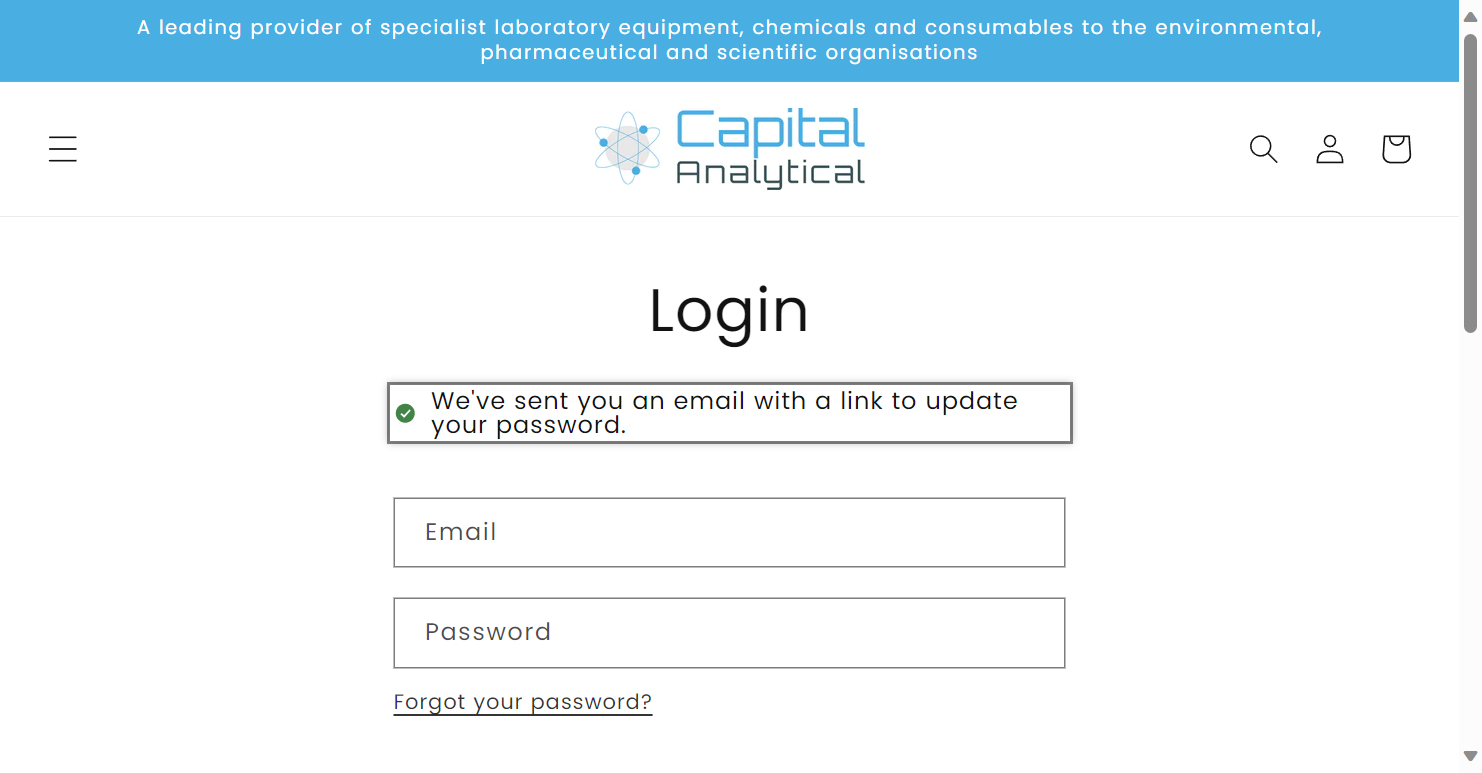 A leading provider of specialist laboratory equipment, chemicals and consumables to the environmental,
pharmaceutical and scientific organisations
Capital
Analytical
Login
We've sent you an email with a link to update
your password.
Email
Password
Forgot your password?